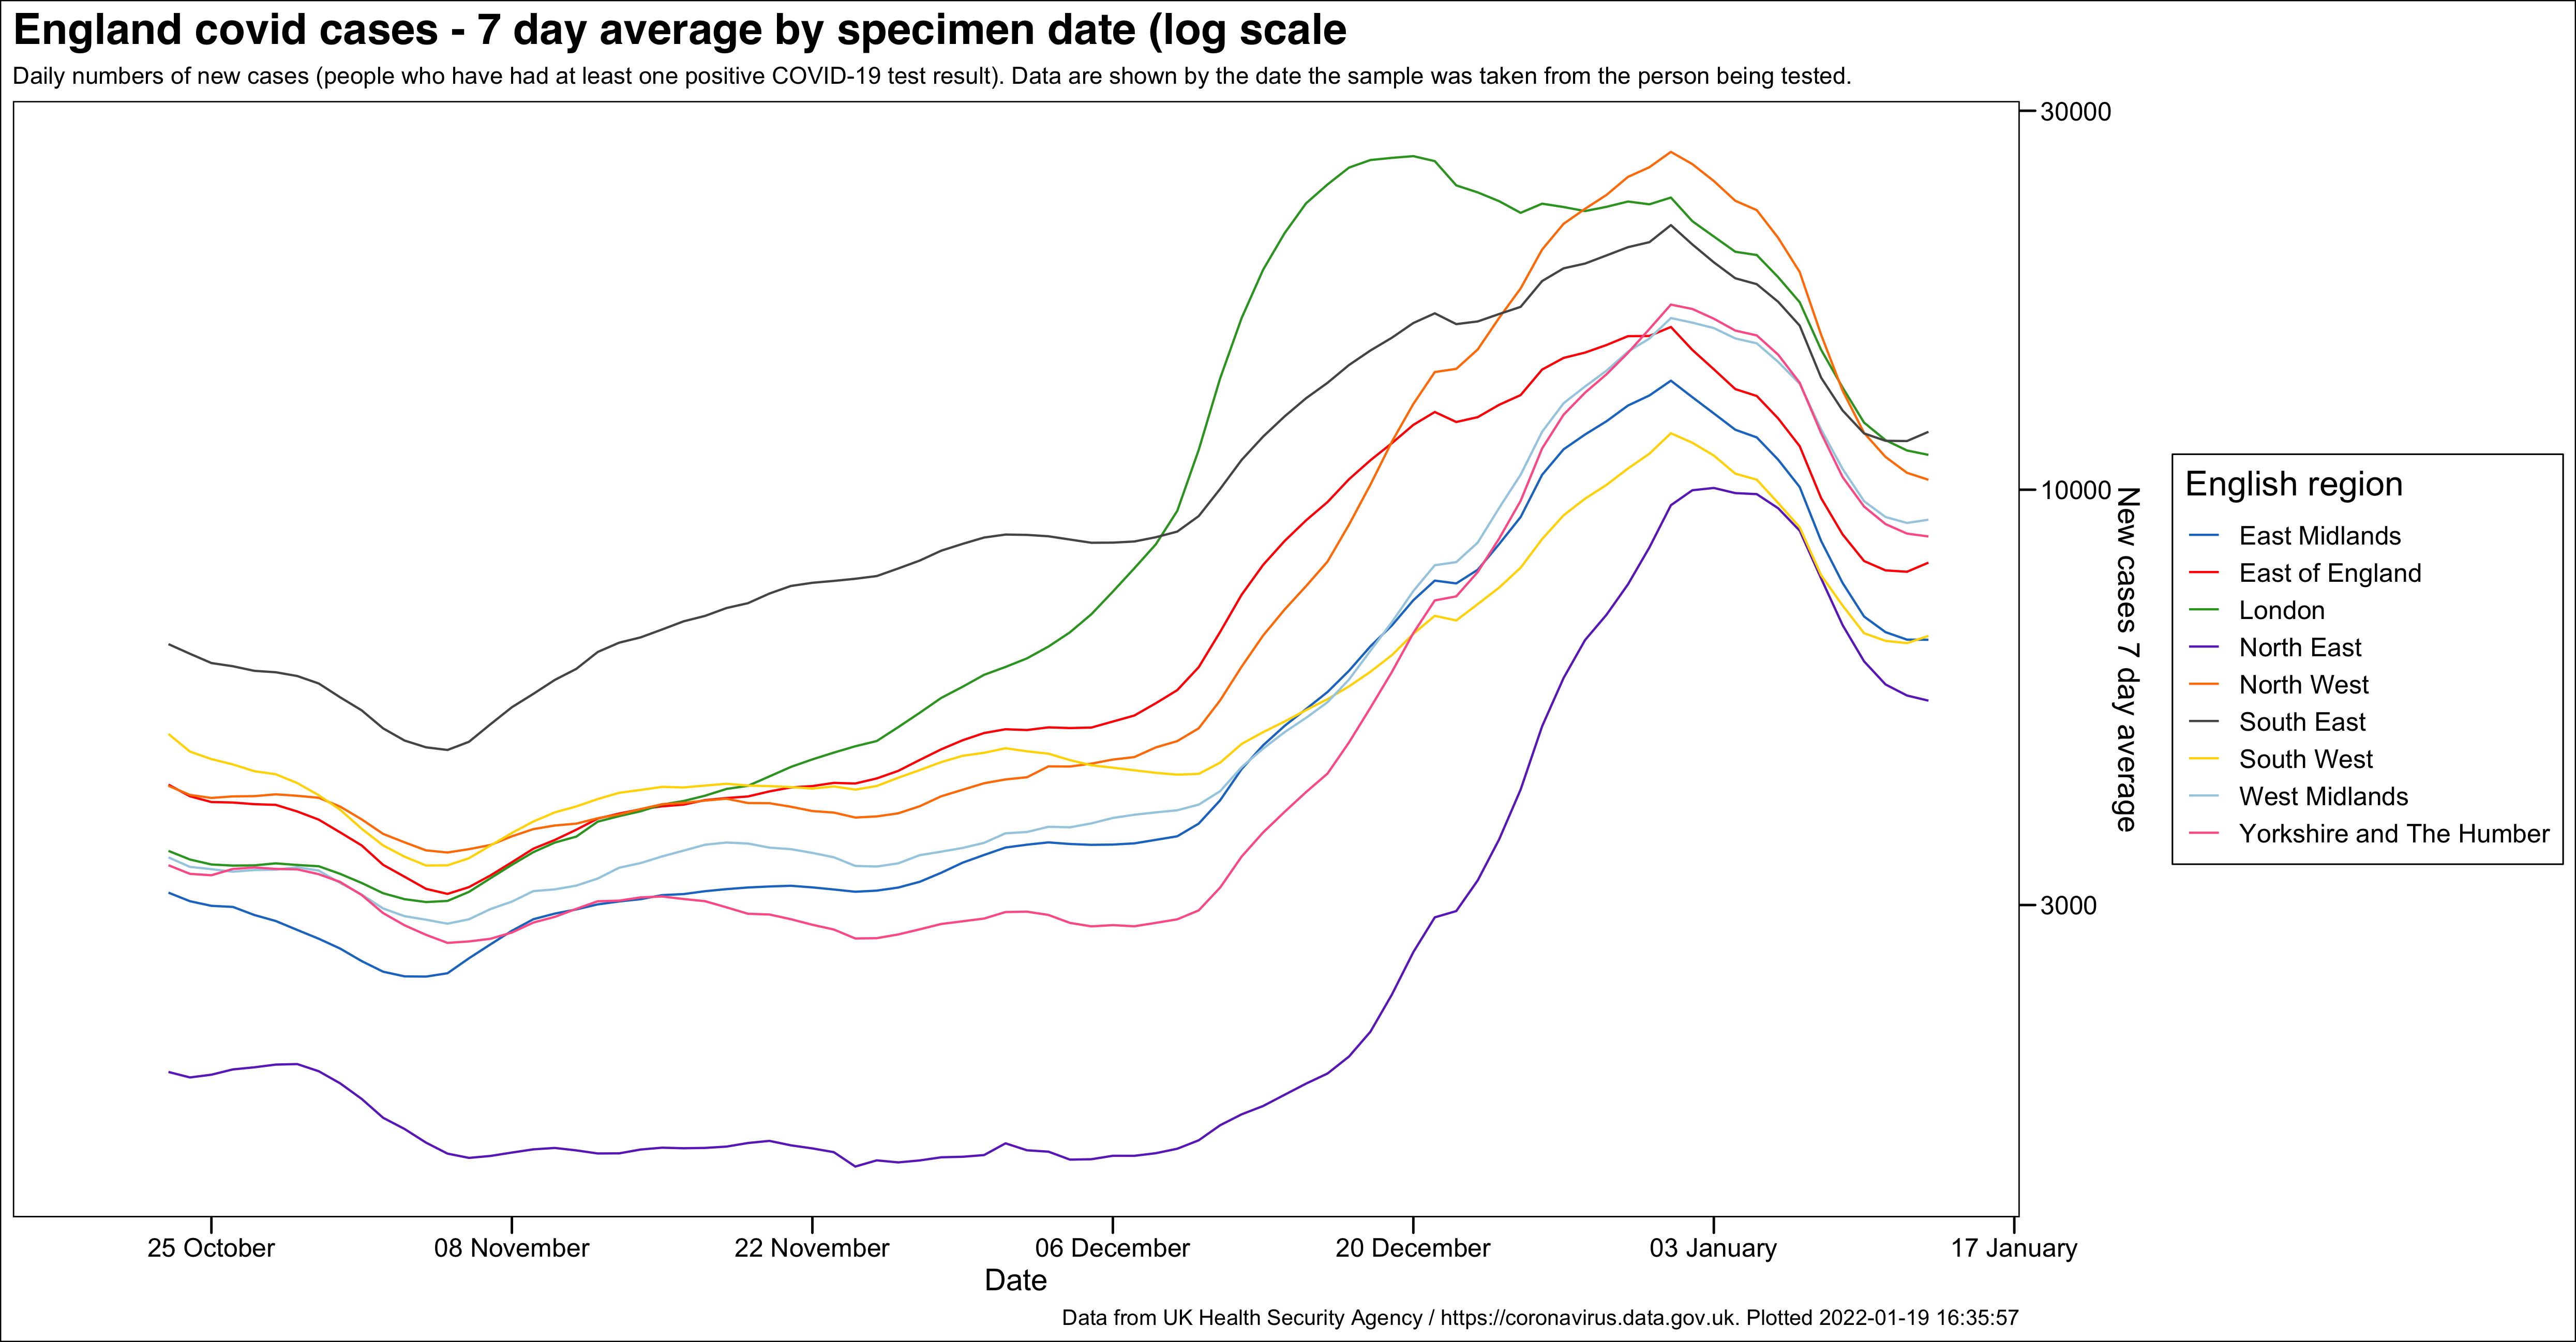 England covid cases - 7 day average by specimen date (log scale
Daily numbers of new cases (people who have had at least one positive COVID-19 test result). Data are shown by the date the sample was taken from the person being tested.
30000
10000
3000
New cases 7 day average
English region
East Midlands
East of England
London
North East
North West
South East
South West
West Midlands
Yorkshire and The Humber
25 October
08 November
22 November
06 December
20 December
03 January
17 January
Date
Data from UK Health Security Agency / https://coronavirus.data.gov.uk. Plotted 2022-01-19 16:35:57